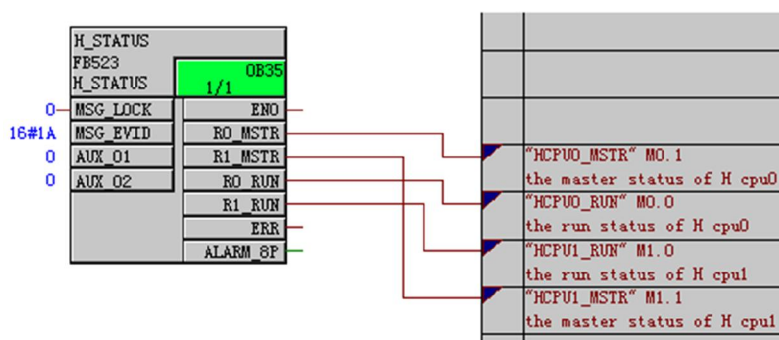 H_STATUS
FB523
H_STATUS
OB35
1/1
0 MSG_LOCK ENO
16#1A MSG_EVID R0_MSTR
0 AUX_01 R1_MSTR
0 AUX_02 R0_RUN
R1_RUN
ERR
ALARM_8P
"HCPU0_MSTR" M0.1
the master status of H cpu0
"HCPU0_RUN" M0.0
the run status of H cpu0
"HCPU1_RUN" M1.0
the run status of H cpu1
"HCPU1_MSTR" M1.1
the master status of H cpu1